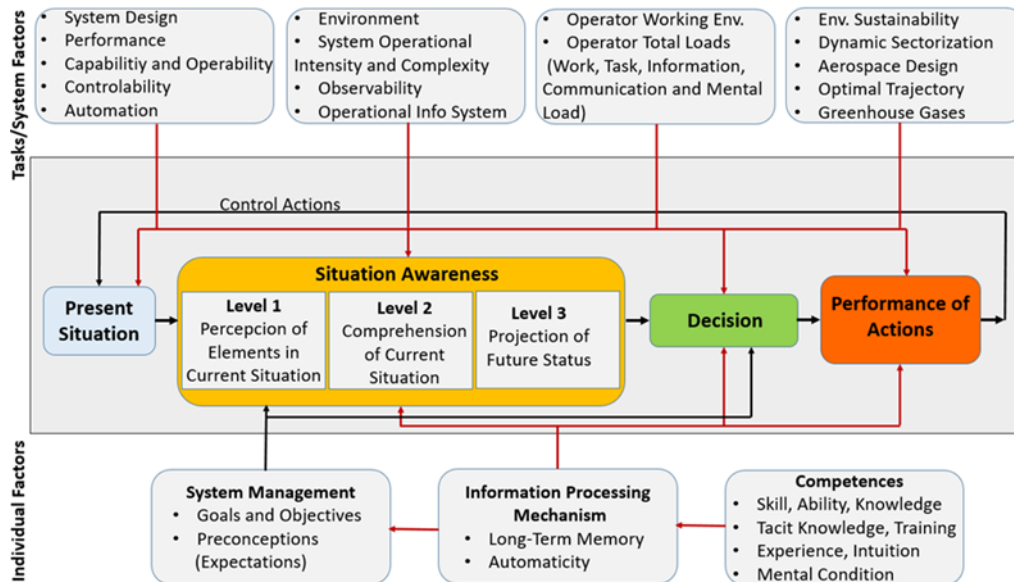 Tasks/System Factors
• System Design
• Performance
• Capabilitiy and Operability
• Controlability
• Automation
• Environment
• System Operational
Intensity and Complexity
• Observability
• Operational Info System
• Operator Working Env.
• Operator Total Loads
(Work, Task, Information,
Communication and Mental
Load)
• Env. Sustainability
• Dynamic Sectorization
• Aerospace Design
• Optimal Trajectory
• Greenhouse Gases
Control Actions
Present
Situation
Situation Awareness
Level 1
Percepcion of
Elements in
Current Situation
Level 2
Comprehension
of Current
Situation
Level 3
Projection of
Future Status
Decision
Performance of
Actions
Individual Factors
System Management
• Goals and Objectives
• Preconceptions
(Expectations)
Information Processing
Mechanism
• Long-Term Memory
• Automaticity
Competences
• Skill, Ability, Knowledge
• Tacit Knowledge, Training
• Experience, Intuition
• Mental Condition